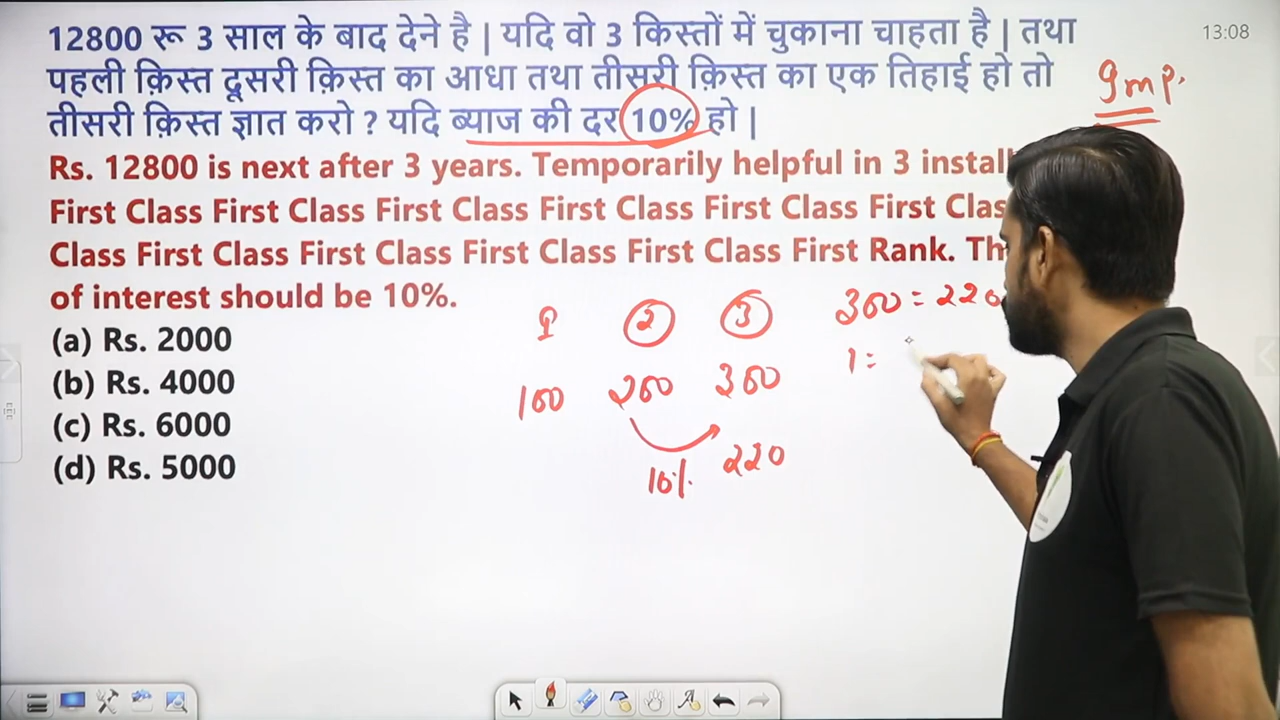 12800 रू 3 साल के बाद देने है | यदि वो 3 किस्तों में चुकाना चाहता है | तथा
13:08
पहली क़िस्त दूसरी क़िस्त का आधा तथा तीसरी क़िस्त का एक तिहाई हो तो
Imp.
तीसरी क़िस्त ज्ञात करो ? यदि ब्याज की दर 10% हो |
Rs. 12800 is next after 3 years. Temporarily helpful in 3
First Class First Class First Class First Class First Class First
Class First Class First Class First Class First Class First Rank.
of interest should be 10%.
(a) Rs. 2000
(b) Rs. 4000
(c) Rs. 6000
(d) Rs. 5000
1 2 3
300 = 220
100 200 300
1 =
10% 220